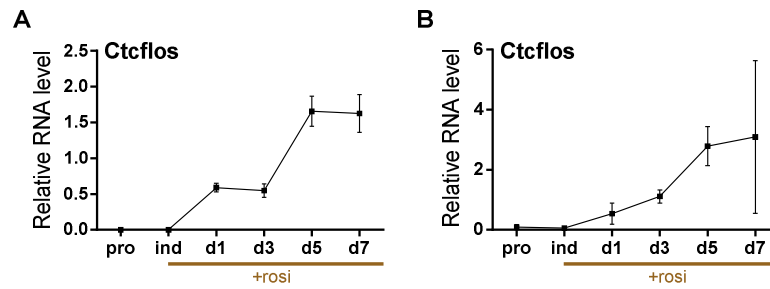 A
Ctcflos
Relative RNA level
2.5
2.0
1.5
1.0
0.5
0.0
pro ind d1 d3 d5 d7
+rosi
B
Ctcflos
Relative RNA level
6
4
2
0
pro ind d1 d3 d5 d7
+rosi